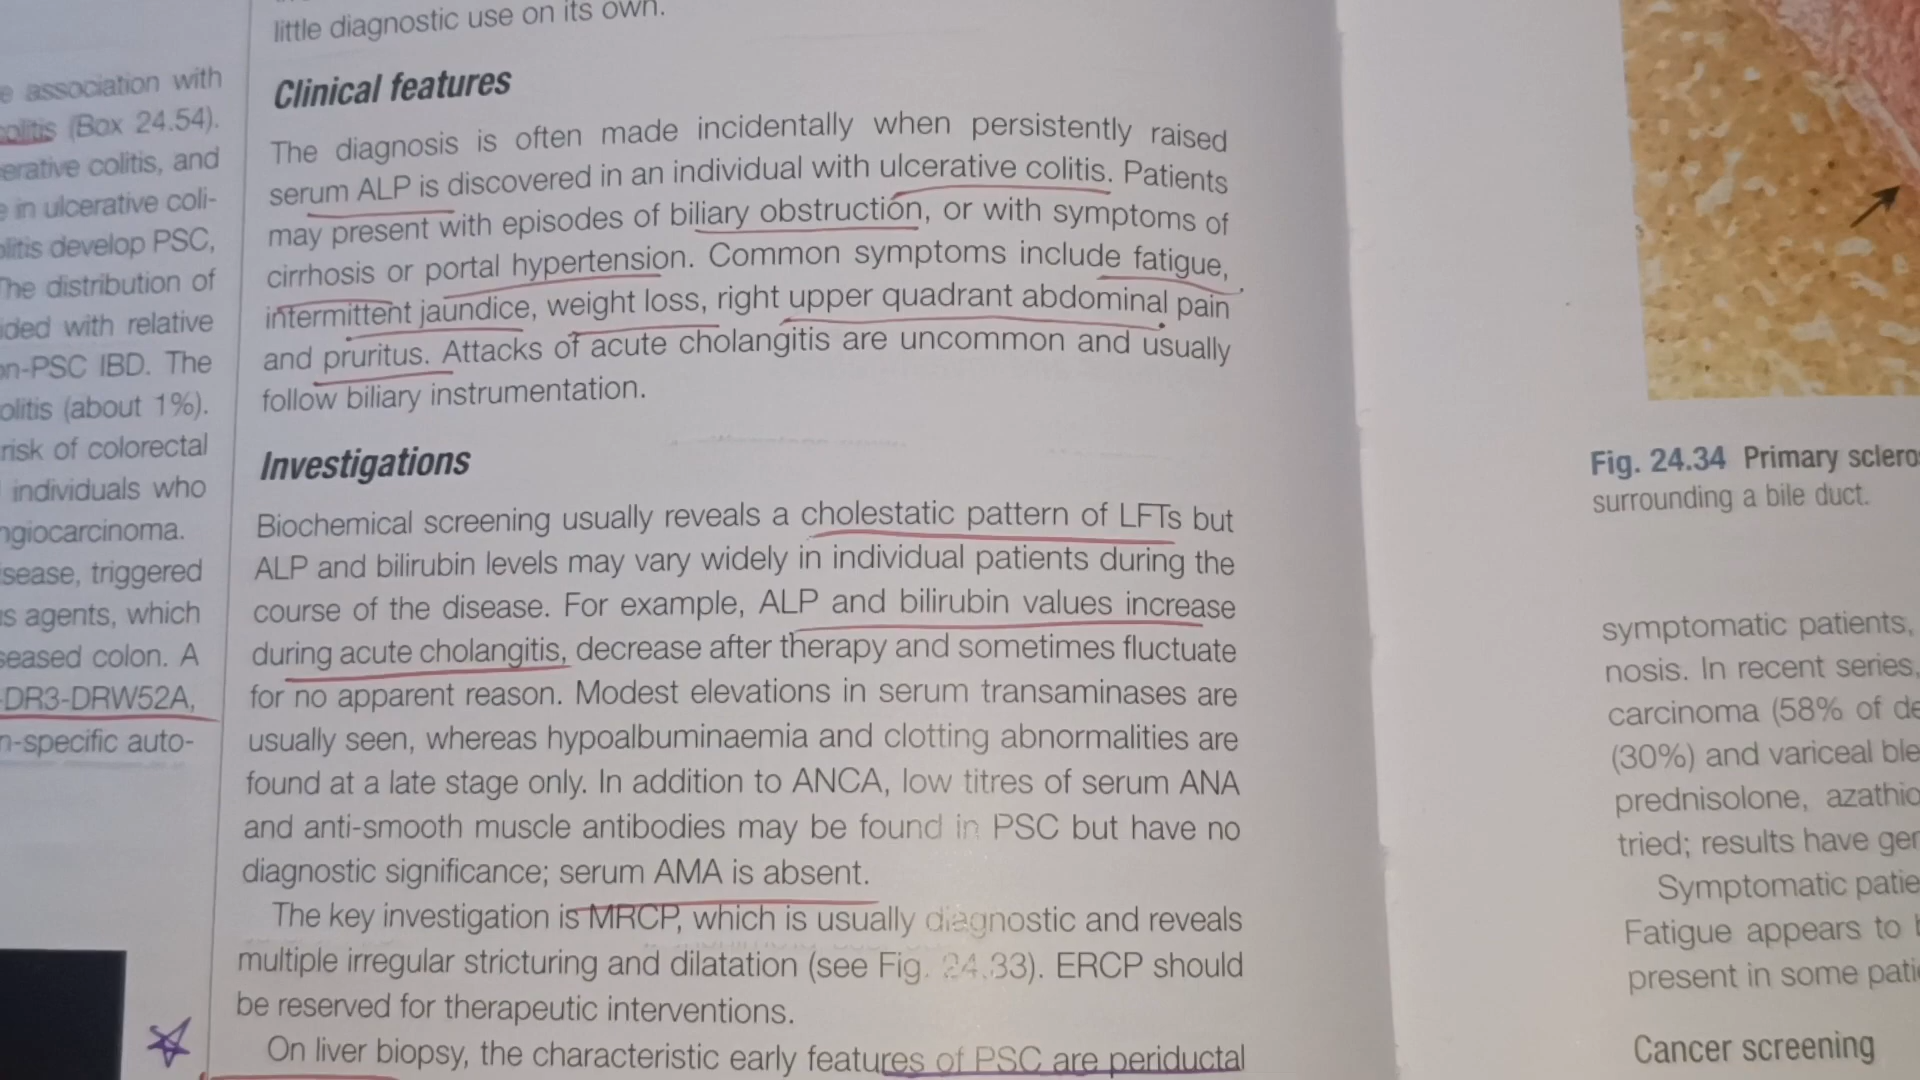 e association with
colitis (Box 24.54).
erative colitis, and
e in ulcerative coli-
olitis develop PSC,
The distribution of
ided with relative
on-PSC IBD. The
olitis (about 1%).
risk of colorectal
individuals who
ngiocarcinoma.
isease, triggered
us agents, which
seased colon. A
-DR3-DRW52A,
n-specific auto-
little diagnostic use on its own.
Clinical features
The diagnosis is often made incidentally when persistently raised
serum ALP is discovered in an individual with ulcerative colitis. Patients
may present with episodes of biliary obstruction, or with symptoms of
cirrhosis or portal hypertension. Common symptoms include fatigue,
intermittent jaundice, weight loss, right upper quadrant abdominal pain
and pruritus. Attacks of acute cholangitis are uncommon and usually
follow biliary instrumentation.
Investigations
Biochemical screening usually reveals a cholestatic pattern of LFTs but
ALP and bilirubin levels may vary widely in individual patients during the
course of the disease. For example, ALP and bilirubin values increase
during acute cholangitis, decrease after therapy and sometimes fluctuate
for no apparent reason. Modest elevations in serum transaminases are
usually seen, whereas hypoalbuminaemia and clotting abnormalities are
found at a late stage only. In addition to ANCA, low titres of serum ANA
and anti-smooth muscle antibodies may be found in PSC but have no
diagnostic significance; serum AMA is absent.
The key investigation is MRCP, which is usually diagnostic and reveals
multiple irregular stricturing and dilatation (see Fig. 24.33). ERCP should
be reserved for therapeutic interventions.
On liver biopsy, the characteristic early features of PSC are periductal
Fig. 24.34 Primary sclero
surrounding a bile duct.
symptomatic patients,
nosis. In recent series,
carcinoma (58% of de
(30%) and variceal ble
prednisolone, azathio
tried; results have ger
Symptomatic patie
Fatigue appears to b
present in some patie
Cancer screening